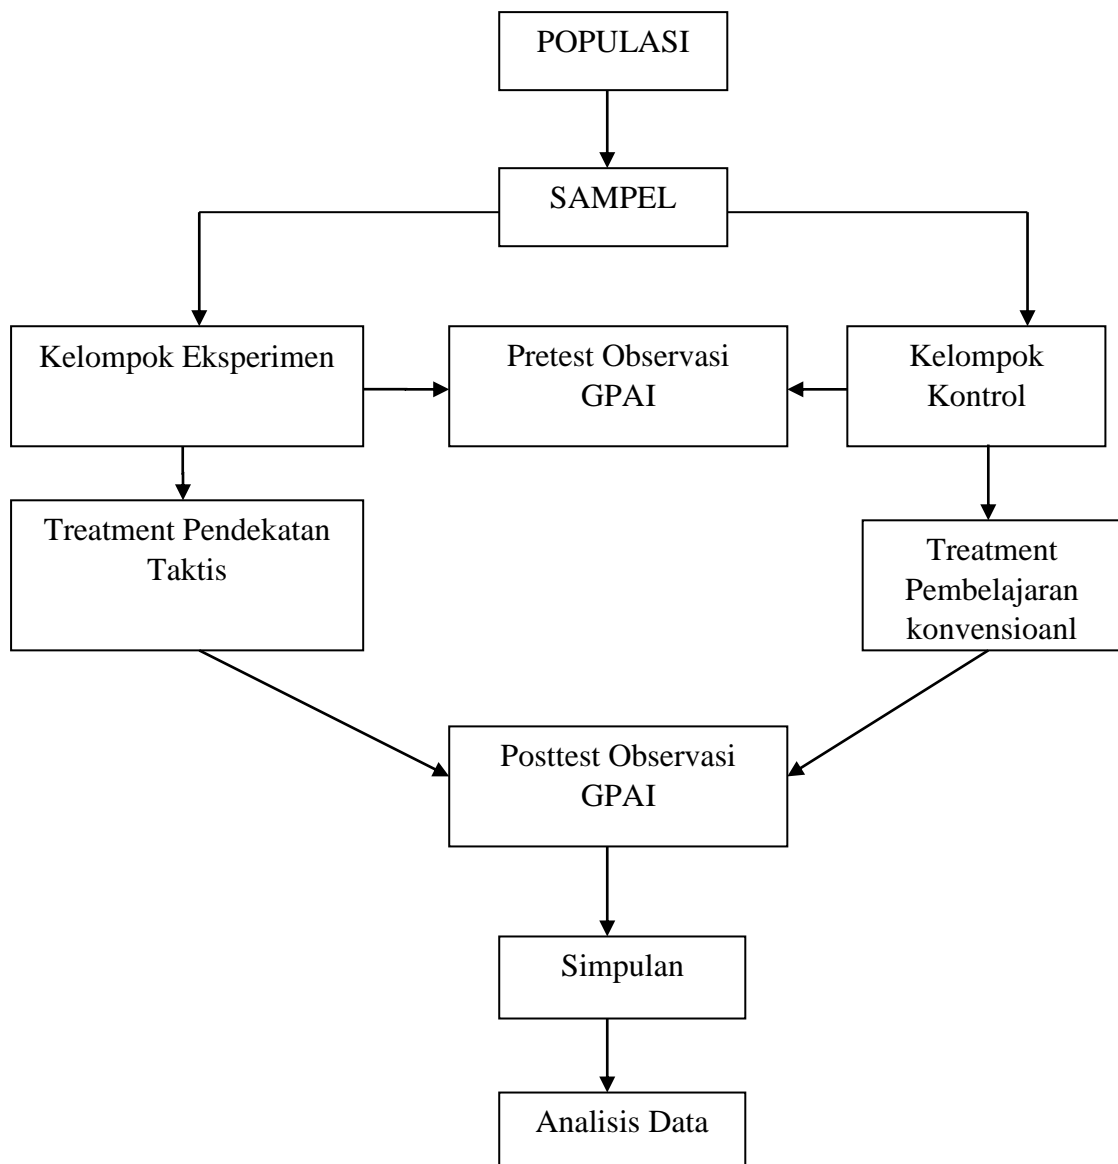 POPULASI
SAMPEL
Kelompok Eksperimen
Pretest Observasi
GPAI
Kelompok
Kontrol
Treatment Pendekatan
Taktis
Treatment
Pembelajaran
konvensioanl
Posttest Observasi
GPAI
Simpulan
Analisis Data